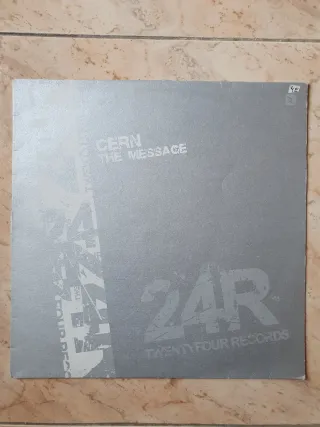 CERN
THE MESSAGE
24R
TWENTYFOUR RECORDS